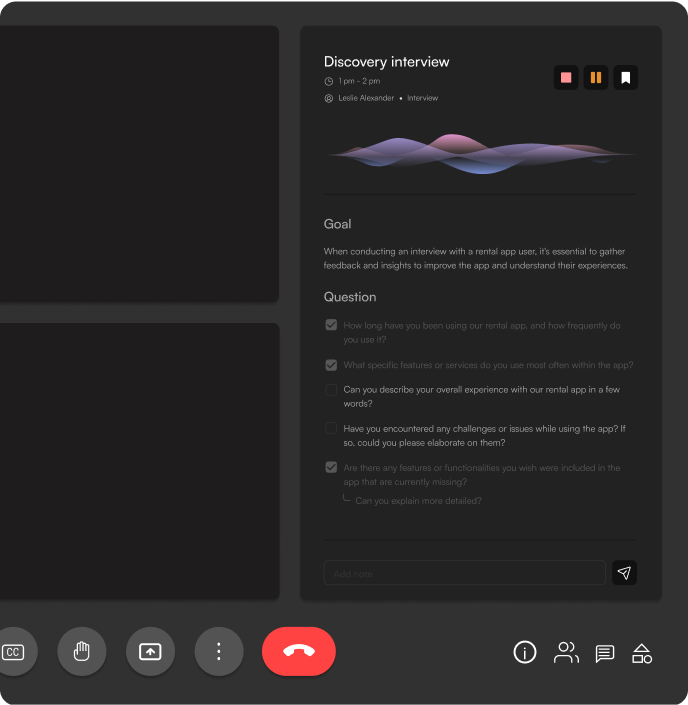 Discovery interview
1 pm - 2 pm
Leslie Alexander • Interview
Goal
When conducting an interview with a rental app user, it's essential to gather
feedback and insights to improve the app and understand their experiences.
Question
How long have you been using our rental app, and how frequently do
you use it?
What specific features or services do you use most often within the app?
Can you describe your overall experience with our rental app in a few
words?
Have you encountered any challenges or issues while using the app? If
so, could you please elaborate on them?
Are there any features or functionalities you wish were included in the
app that are currently missing?
Can you explain more detailed?
Add note
CC